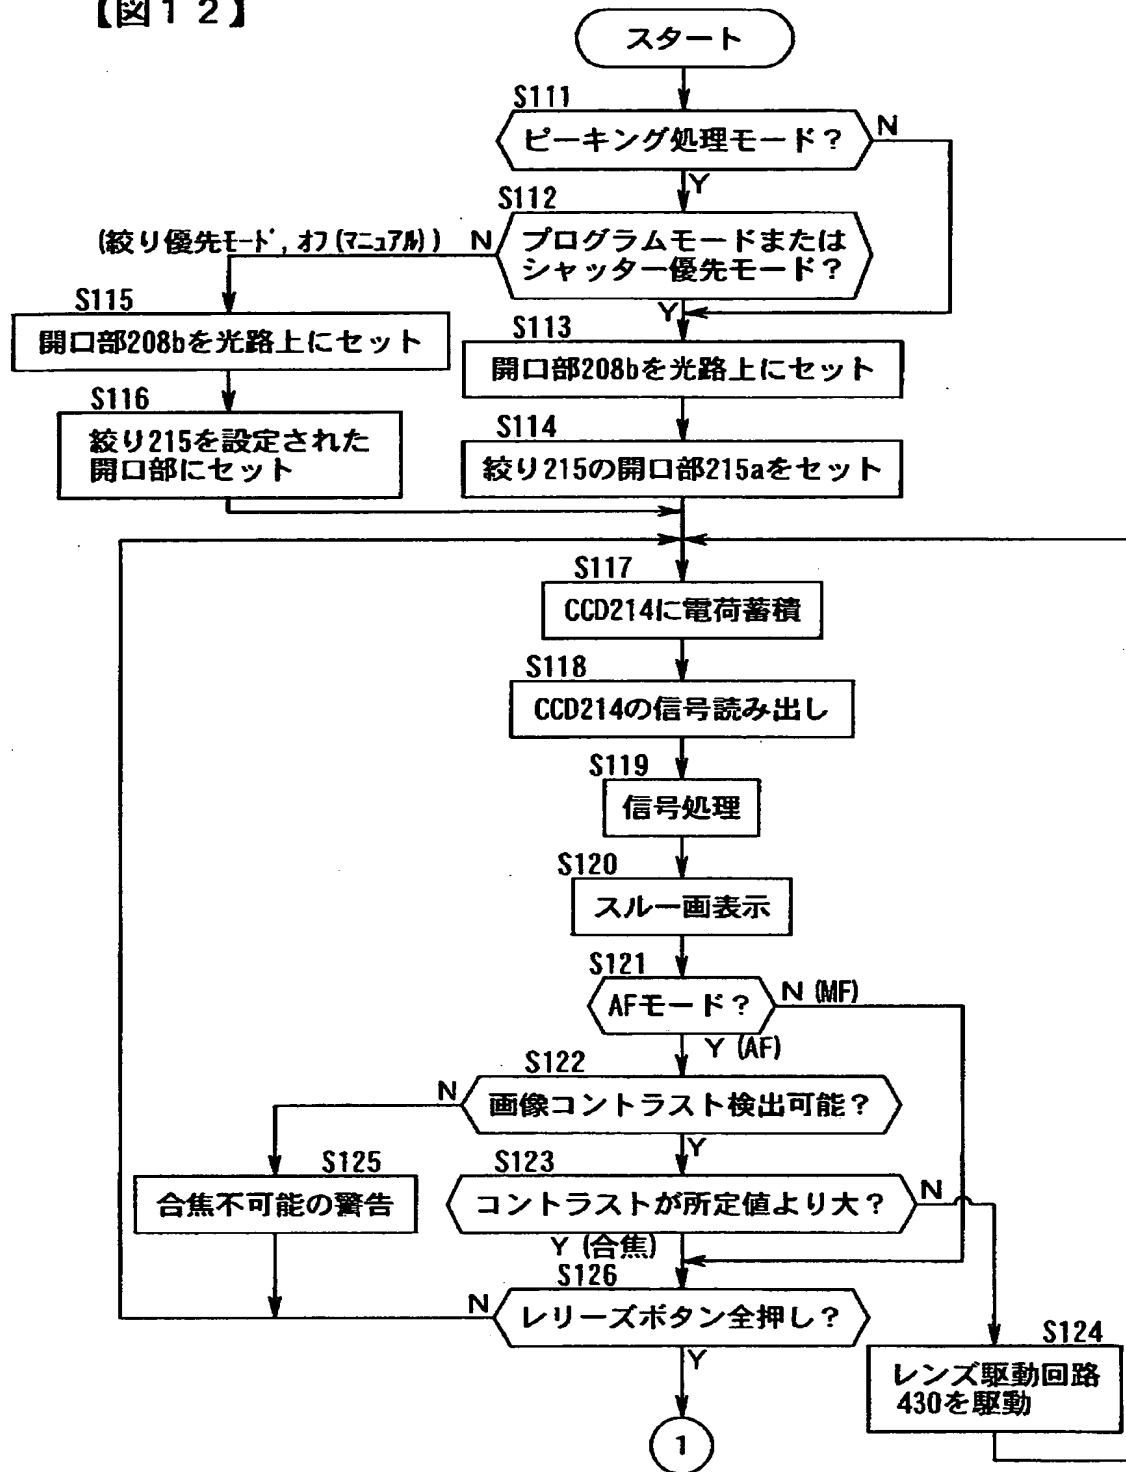 【図12】
スタート
S111
ピーキング処理モード?
N
Y
S112
プログラムモードまたは
シャッター優先モード?
N
(絞り優先モード,オフ(マニュアル))
Y
S115
開口部208bを光路上にセット
S116
絞り215を設定された
開口部にセット
S113
開口部208bを光路上にセット
S114
絞り215の開口部215aをセット
S117
CCD214に電荷蓄積
S118
CCD214の信号読み出し
S119
信号処理
S120
スルー画表示
S121
AFモード?
N (MF)
Y (AF)
S122
画像コントラスト検出可能?
N
Y
S125
合焦不可能の警告
S123
コントラストが所定値より大?
N
Y (合焦)
S126
レリーズボタン全押し?
N
Y
S124
レンズ駆動回路
430を駆動
1